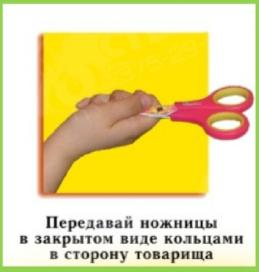 Передавай ножницы
в закрытом виде кольцами
в сторону товарища